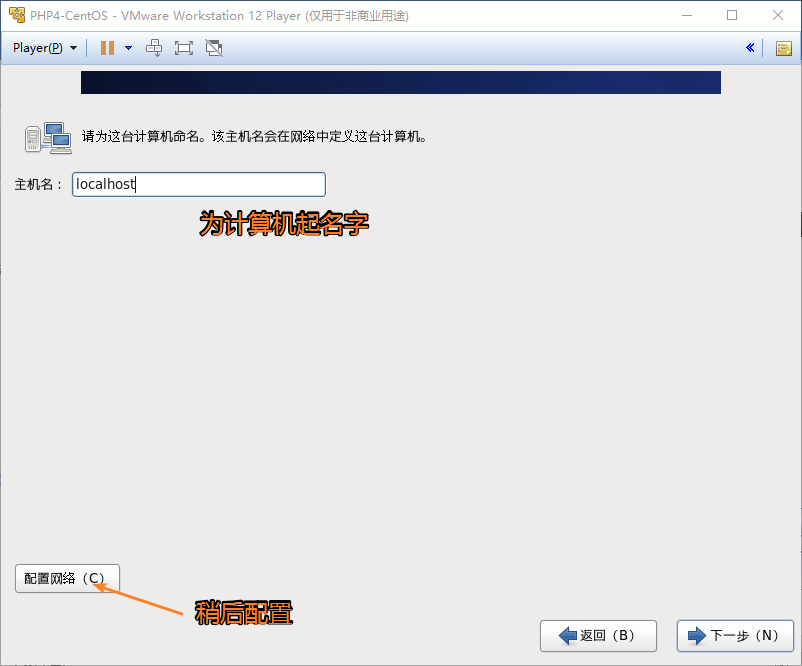 PHP4-CentOS - VMware Workstation 12 Player (仅用于非商业用途)
Player(P)
请为这台计算机命名。该主机名会在网络中定义这台计算机。
主机名： localhost
为计算机起名字
配置网络（C）
稍后配置
返回（B） 下一步（N）